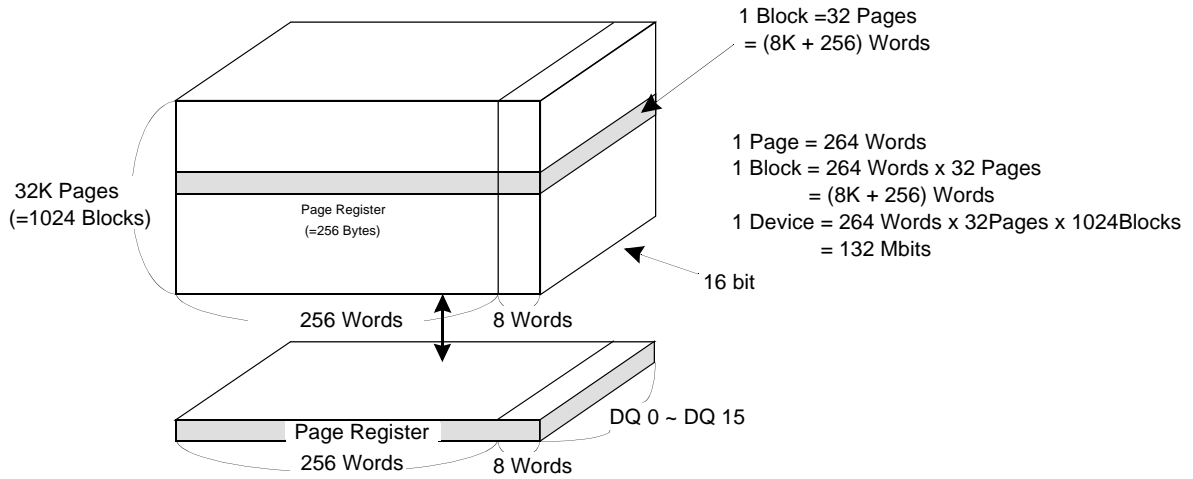 1 Block =32 Pages
= (8K + 256) Words
1 Page = 264 Words
1 Block = 264 Words x 32 Pages
= (8K + 256) Words
1 Device = 264 Words x 32Pages x 1024Blocks
= 132 Mbits
32K Pages
(=1024 Blocks)
Page Register
(=256 Bytes)
16 bit
256 Words
8 Words
DQ 0 ~ DQ 15
Page Register
256 Words
8 Words